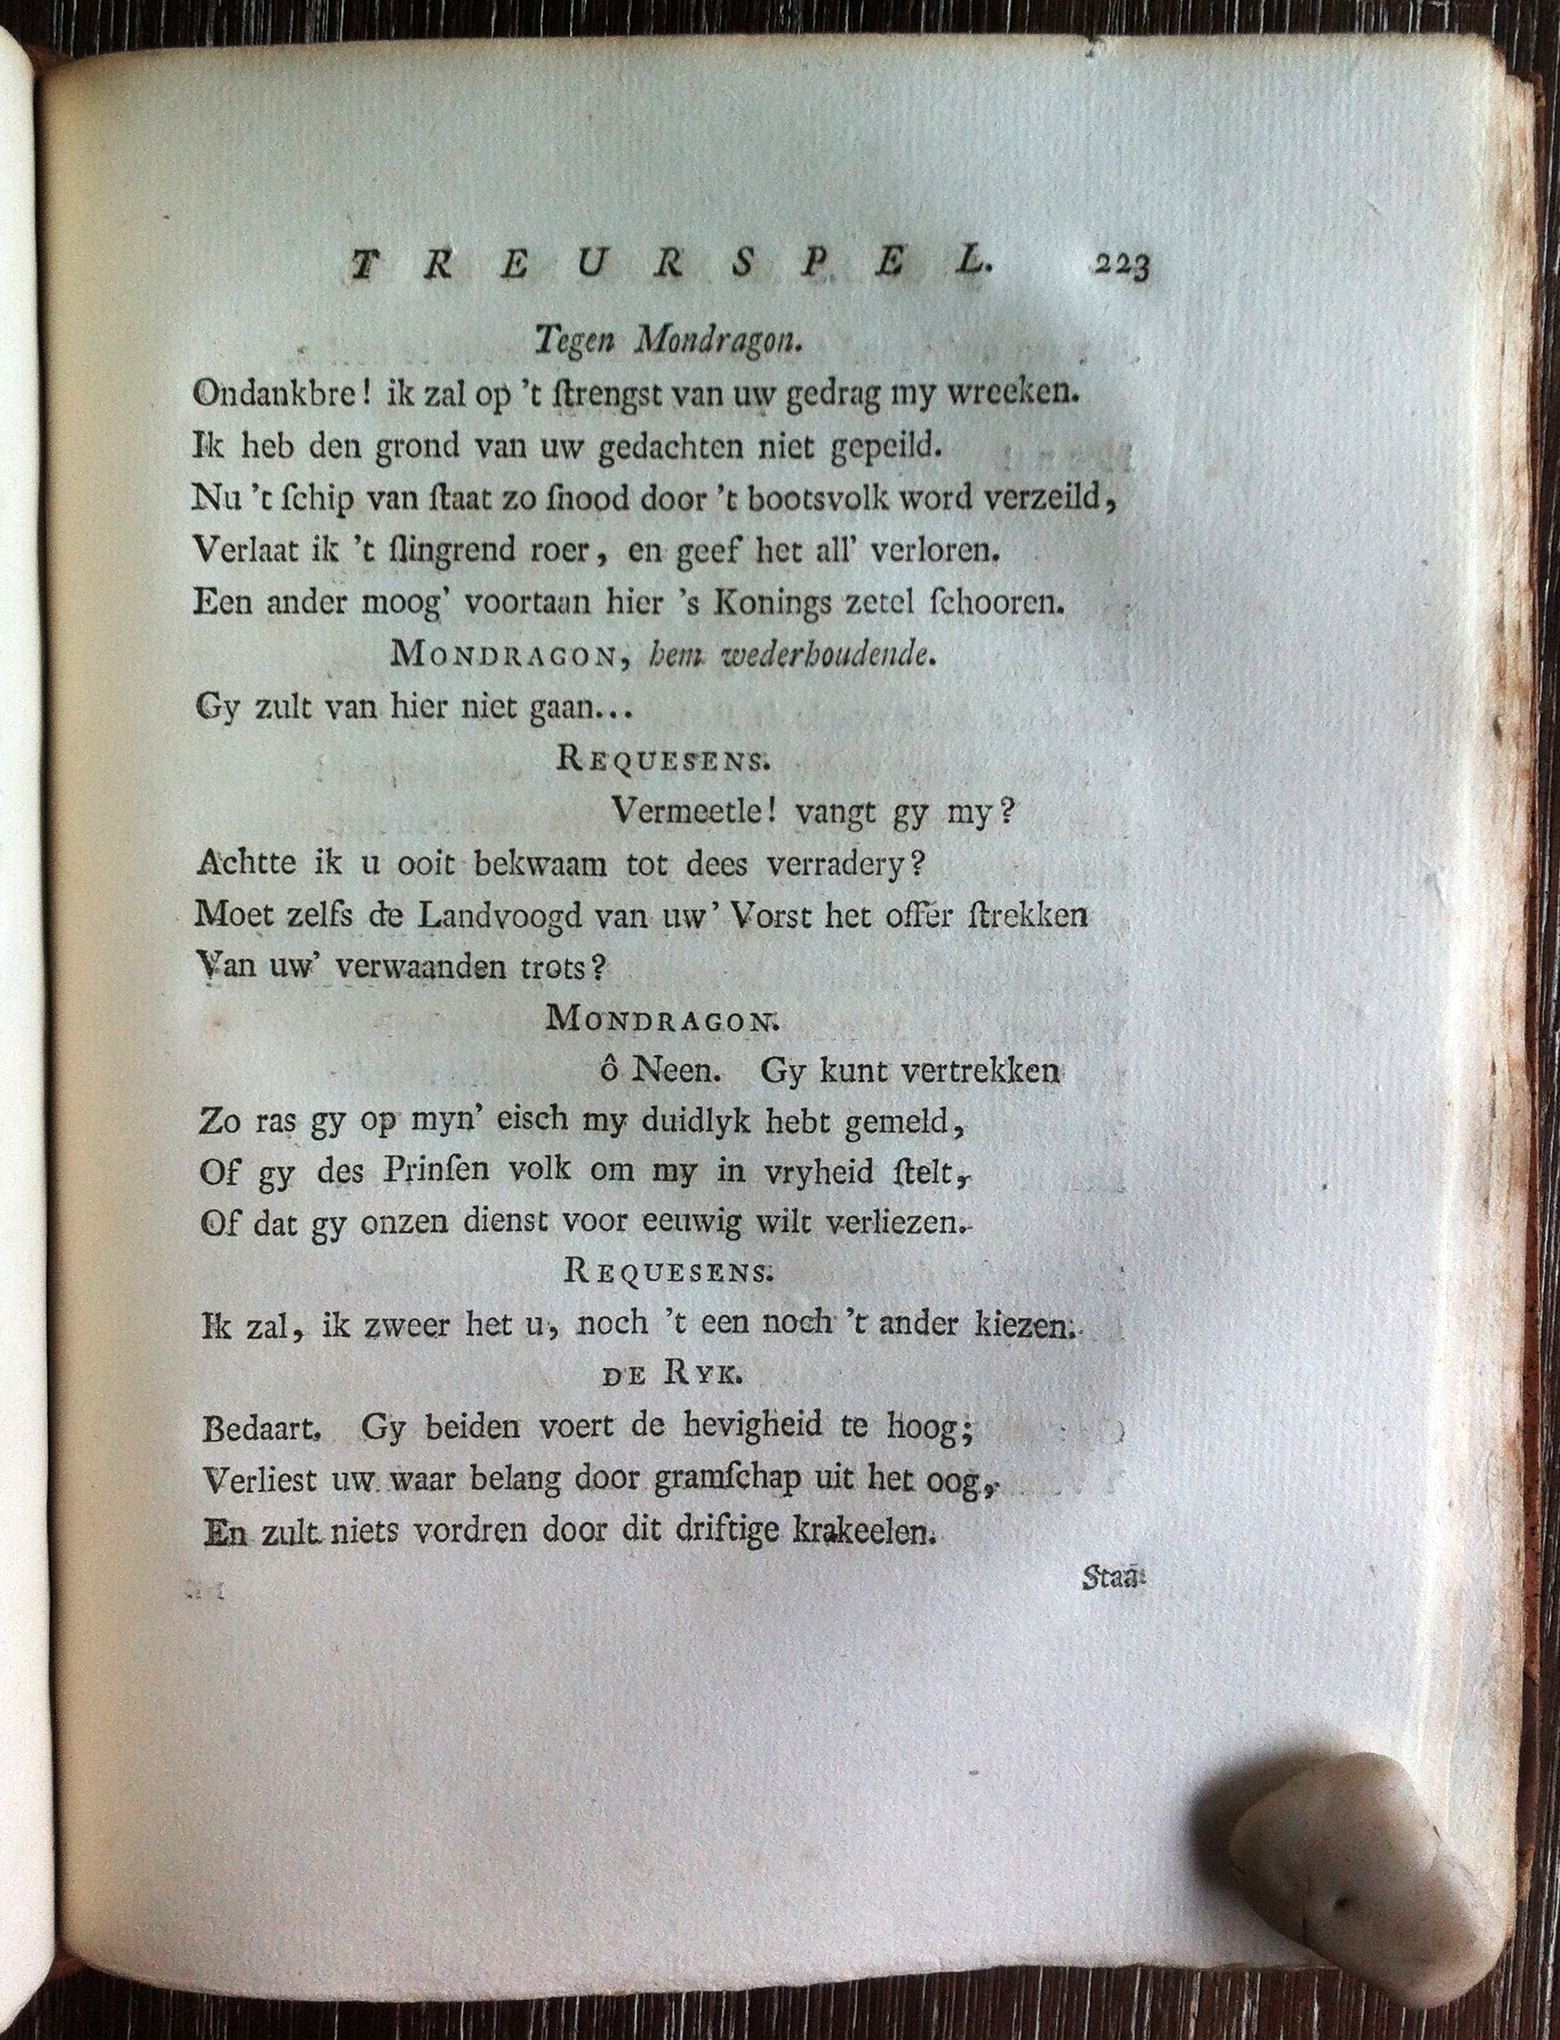 TREURSPEL. 223
Tegen Mondragon.
Ondankbre! ik zal op 't ſtrengst van uw gedrag my wreeken.
Ik heb den grond van uw gedachten niet gepeild.
Nu 't ſchip van ſtaat zo ſnood door 't bootsvolk word verzeild,
Verlaat ik 't ſlingrend roer, en geef het all' verloren.
Een ander moog' voortaan hier 's Konings zetel ſchooren.
MONDRAGON, hem wederhoudende.
Gy zult van hier niet gaan...
REQUESENS.
Vermeetle! vangt gy my?
Achtte ik u ooit bekwaam tot dees verradery?
Moet zelfs de Landvoogd van uw' Vorst het offer ſtrekken
Van uw' verwaanden trots?
MONDRAGON.
ô Neen. Gy kunt vertrekken
Zo ras gy op myn' eisch my duidlyk hebt gemeld,
Of gy des Prinſen volk om my in vryheid ſtelt,
Of dat gy onzen dienst voor eeuwig wilt verliezen.
REQUESENS.
Ik zal, ik zweer het u, noch 't een noch 't ander kiezen.
DE RYK.
Bedaart. Gy beiden voert de hevigheid te hoog;
Verliest uw waar belang door gramſchap uit het oog,
En zult niets vordren door dit driftige krakeelen.
Staa